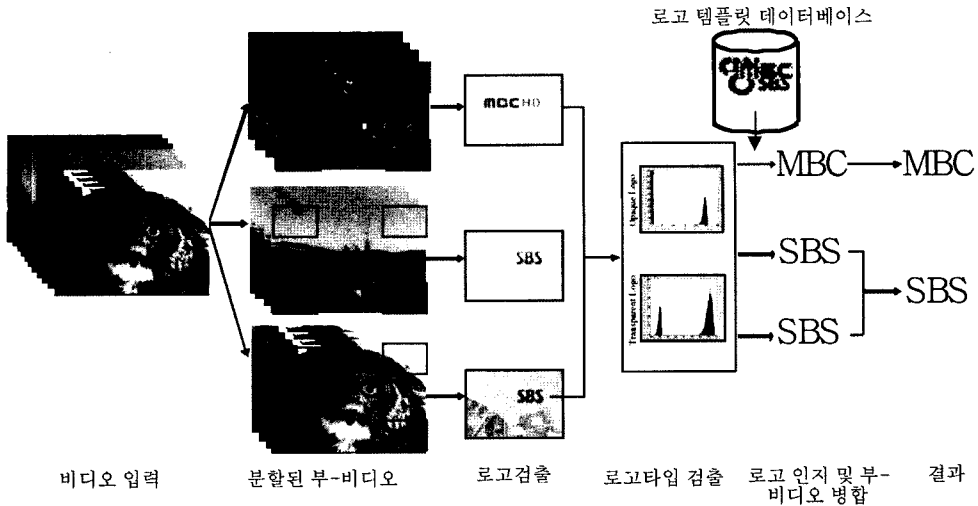 로고 템플릿 데이터베이스
CNN MBC
SBS
MBC HD
SBS
SBS
Opaque Logo
Transparent Logo
MBC
MBC
SBS
SBS
SBS
비디오 입력
분할된 부-비디오
로고검출
로고타입 검출
로고 인지 및 부-
비디오 병합
결과